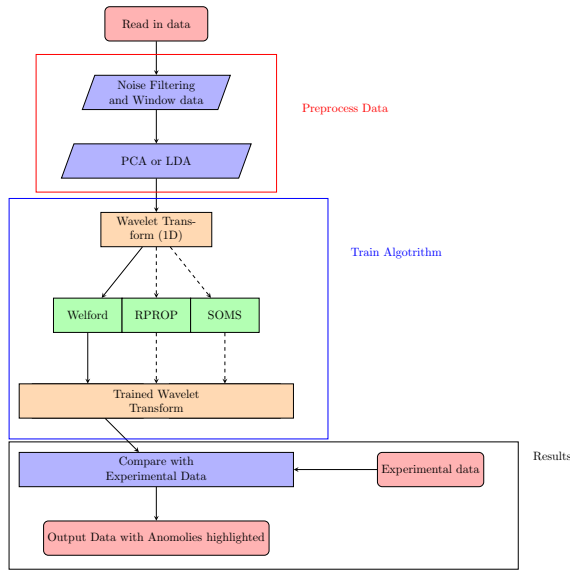 Read in data
Noise Filtering
and Window data
Preprocess Data
PCA or LDA
Wavelet Trans-
form (1D)
Train Algotrithm
Welford
RPROP
SOMS
Trained Wavelet
Transform
Results
Compare with
Experimental Data
Experimental data
Output Data with Anomolies highlighted